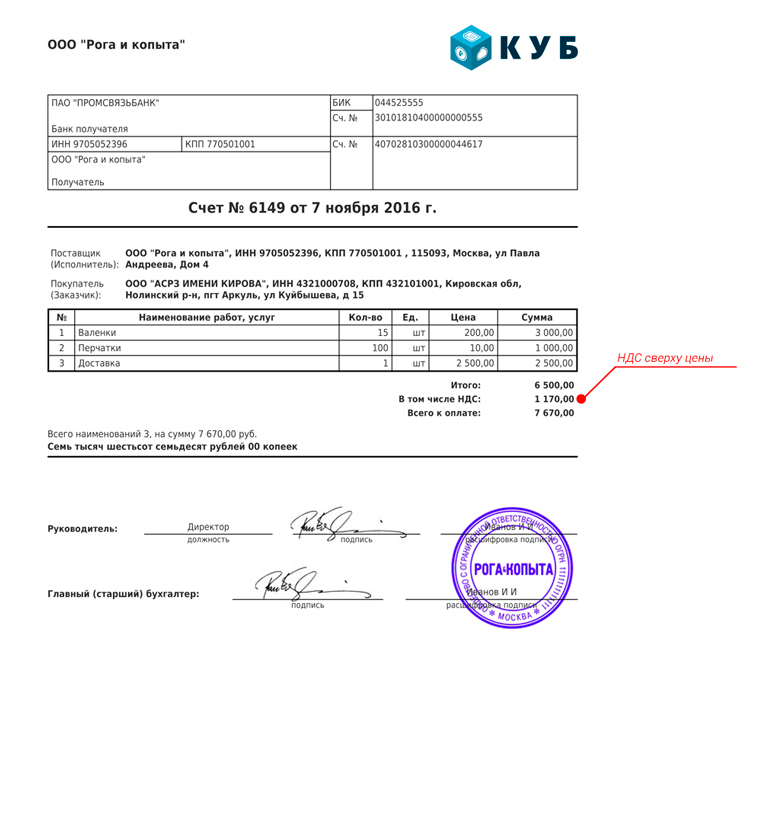 ООО "Рога и копыта"
КУБ
ПАО "ПРОМСВЯЗЬБАНК"
БИК 044525555
Сч. № 30101810400000000555
Банк получателя
ИНН 9705052396 КПП 770501001 Сч. № 40702810300000044617
ООО "Рога и копыта"
Получатель
Счет № 6149 от 7 ноября 2016 г.
Поставщик ООО "Рога и копыта", ИНН 9705052396, КПП 770501001 , 115093, Москва, ул Павла
(Исполнитель): Андреева, Дом 4
Покупатель ООО "АСРЗ ИМЕНИ КИРОВА", ИНН 4321000708, КПП 432101001, Кировская обл,
(Заказчик): Нолинский р-н, пгт Аркуль, ул Куйбышева, д 15
№ Наименование работ, услуг Кол-во Ед. Цена Сумма
1 Валенки 15 шт 200,00 3 000,00
2 Перчатки 100 шт 10,00 1 000,00
3 Доставка 1 шт 2 500,00 2 500,00
НДС сверху цены
Итого: 6 500,00
В том числе НДС: 1 170,00
Всего к оплате: 7 670,00
Всего наименований 3, на сумму 7 670,00 руб.
Семь тысяч шестьсот семьдесят рублей 00 копеек
Руководитель: Директор Иванов И И
должность подпись расшифровка подписи
Главный (старший) бухгалтер: Иванов И И
подпись расшифровка подписи
ОБЩЕСТВО С ОГРАНИЧЕННОЙ ОТВЕТСТВЕННОСТЬЮ ОГРН
РОГА&КОПЫТА
МОСКВА